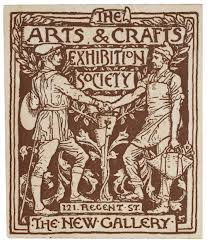 THE
ARTS & CRAFTS
EXHIBITION
SOCIETY
121. REGENT ST.
THE NEW GALLERY.